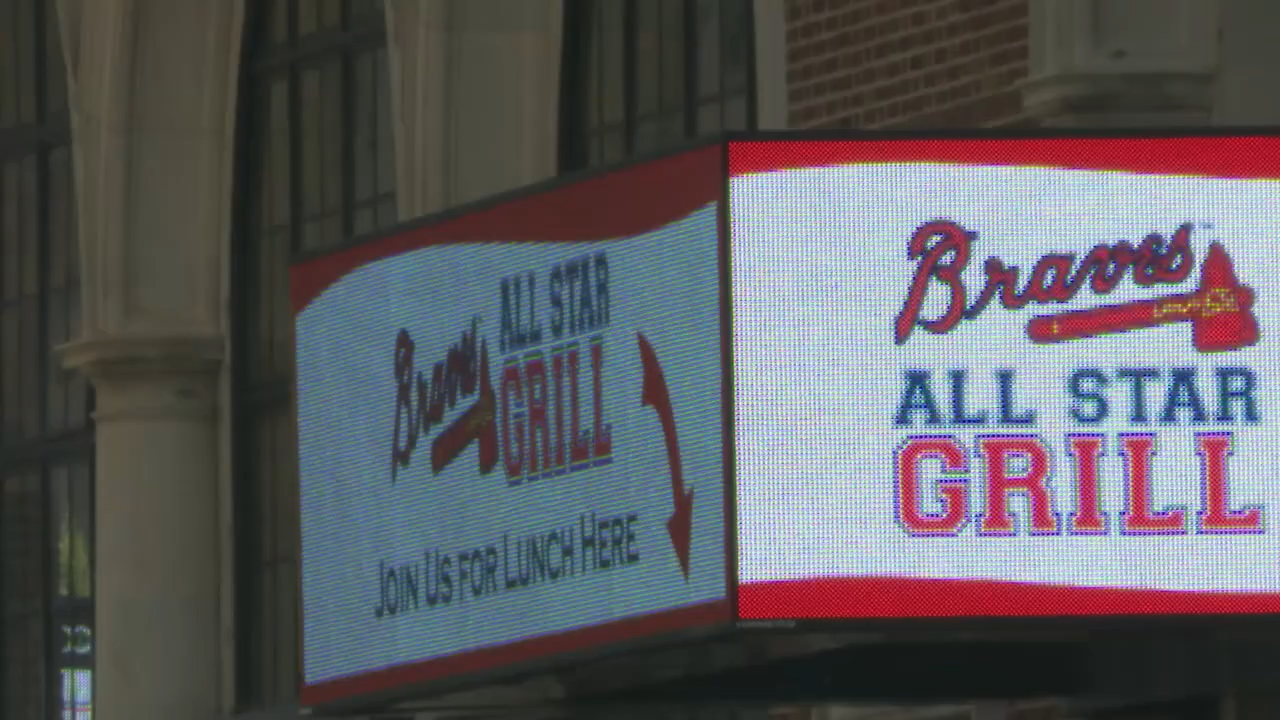 Braves
ALL STAR
GRILL
JOIN US FOR LUNCH HERE
Braves
ALL STAR
GRILL